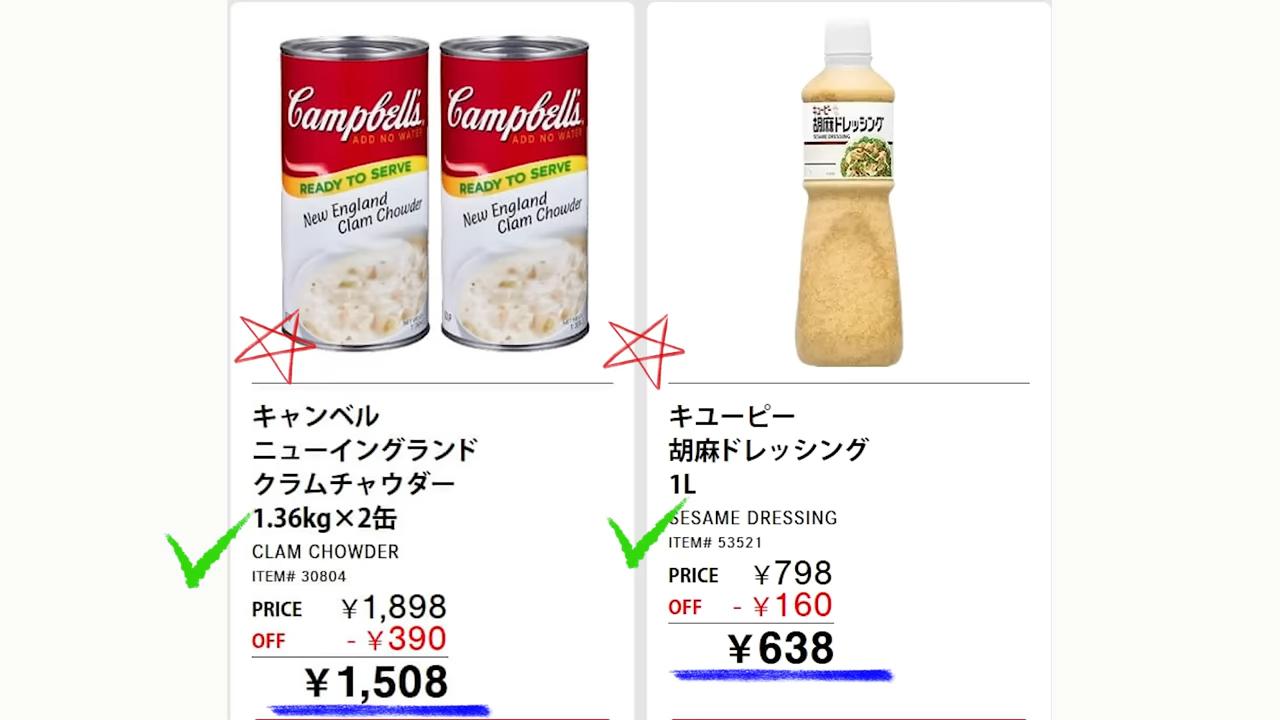 Campbell's
ADD NO WATER
READY TO SERVE
New England
Clam Chowder
Campbell's
ADD NO WATER
READY TO SERVE
New England
Clam Chowder
キャンベル
ニューイングランド
クラムチャウダー
1.36kg×2缶
CLAM CHOWDER
ITEM# 30804
PRICE ¥1,898
OFF - ¥390
¥1,508
キユーピー
胡麻ドレッシング
SESAME DRESSING
キユーピー
胡麻ドレッシング
1L
SESAME DRESSING
ITEM# 53521
PRICE ¥798
OFF - ¥160
¥638